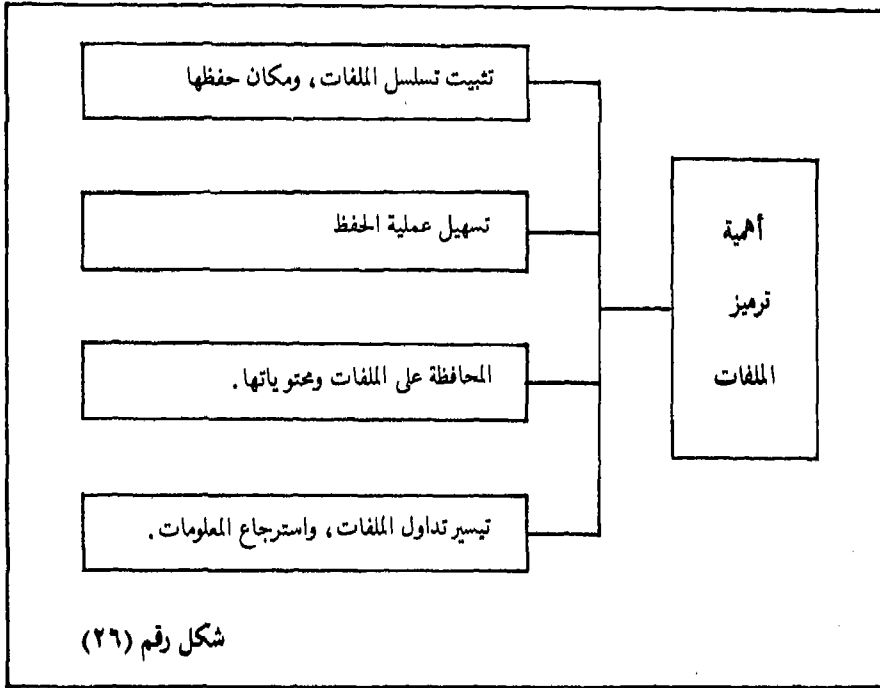 أهمية
ترميز
الملفات
تثبيت تسلسل الملفات، ومكان حفظها
تسهيل عملية الحفظ
المحافظة على الملفات ومحتوياتها.
تيسير تداول الملفات، واسترجاع المعلومات.
شكل رقم (٢٦)